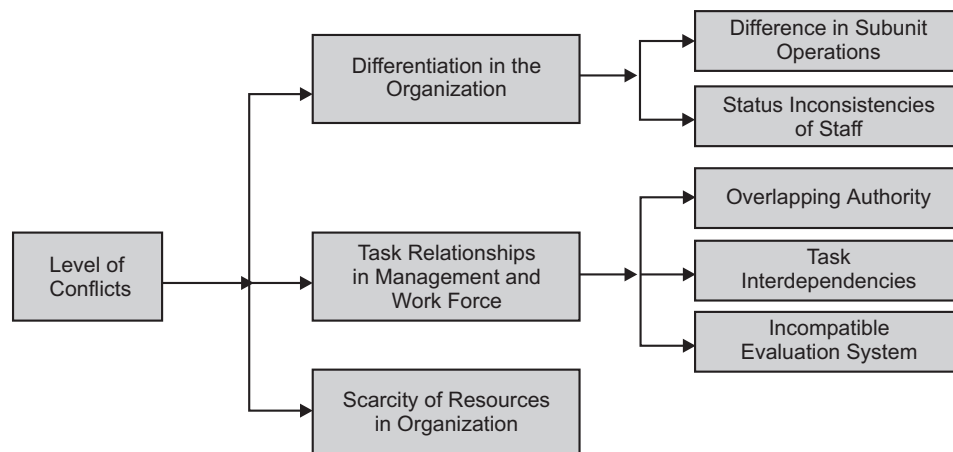 Level of
Conflicts
Differentiation in the
Organization
Difference in Subunit
Operations
Status Inconsistencies
of Staff
Task Relationships
in Management and
Work Force
Overlapping Authority
Task
Interdependencies
Incompatible
Evaluation System
Scarcity of Resources
in Organization